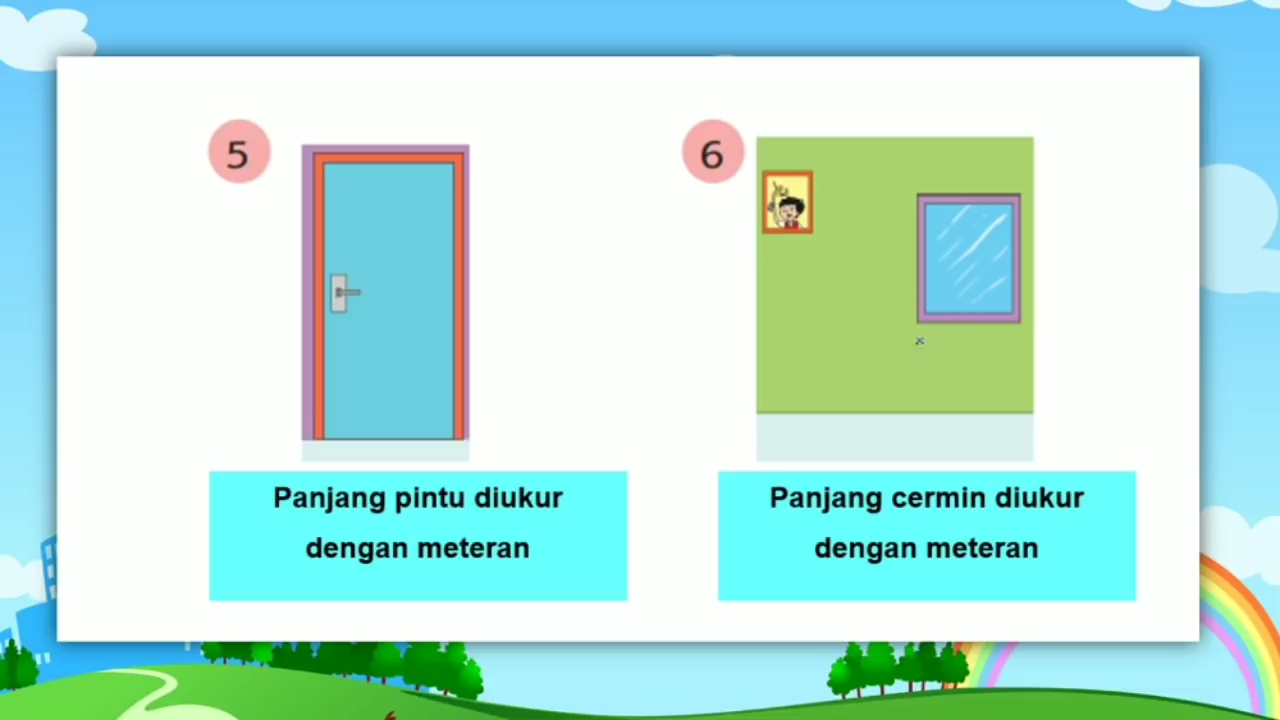 5
Panjang pintu diukur
dengan meteran
6
Panjang cermin diukur
dengan meteran